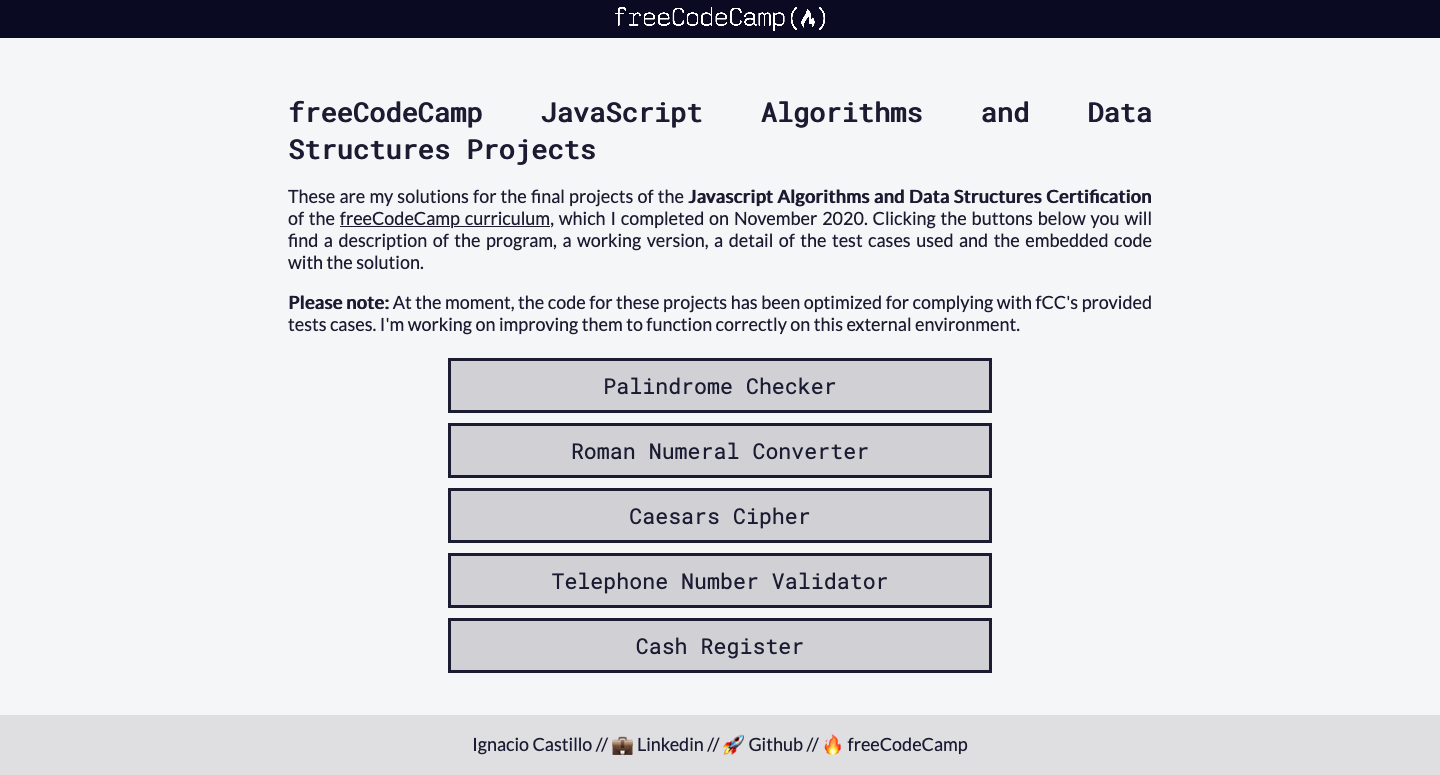 freeCodeCamp(🔥)
freeCodeCamp JavaScript Algorithms and Data
Structures Projects
These are my solutions for the final projects of the Javascript Algorithms and Data Structures Certification
of the freeCodeCamp curriculum, which I completed on November 2020. Clicking the buttons below you will
find a description of the program, a working version, a detail of the test cases used and the embedded code
with the solution.
Please note: At the moment, the code for these projects has been optimized for complying with fCC's provided
tests cases. I'm working on improving them to function correctly on this external environment.
Palindrome Checker
Roman Numeral Converter
Caesars Cipher
Telephone Number Validator
Cash Register
Ignacio Castillo // 💼 Linkedin // 🚀 Github // 🔥 freeCodeCamp